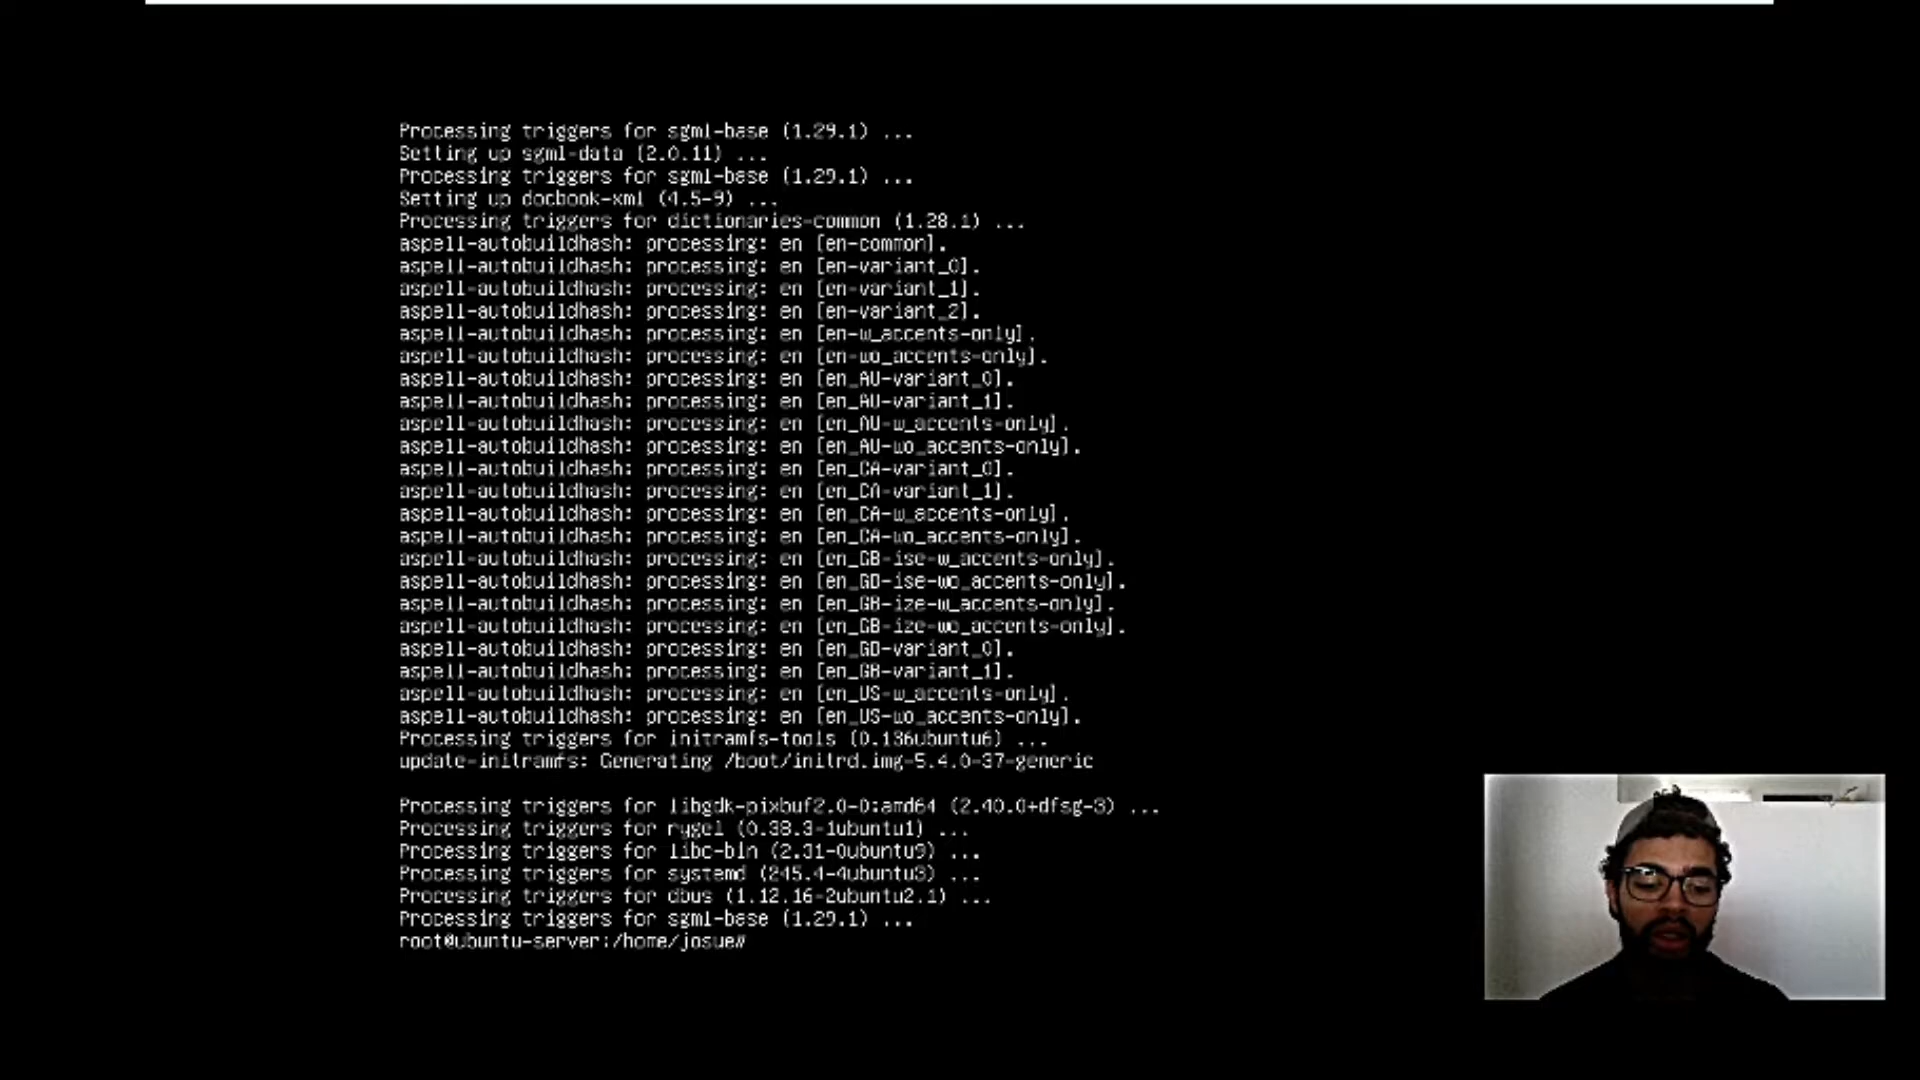 Processing triggers for sgml-base (1.29.1) ...
Setting up sgml-data (2.0.11) ...
Processing triggers for sgml-base (1.29.1) ...
Setting up docbook-xml (4.5-9) ...
Processing triggers for dictionaries-common (1.28.1) ...
aspell-autobuildhash: processing: en [en-common].
aspell-autobuildhash: processing: en [en-variant_0].
aspell-autobuildhash: processing: en [en-variant_1].
aspell-autobuildhash: processing: en [en-variant_2].
aspell-autobuildhash: processing: en [en-w_accents-only].
aspell-autobuildhash: processing: en [en-wo_accents-only].
aspell-autobuildhash: processing: en [en_AU-variant_0].
aspell-autobuildhash: processing: en [en_AU-variant_1].
aspell-autobuildhash: processing: en [en_AU-w_accents-only].
aspell-autobuildhash: processing: en [en_AU-wo_accents-only].
aspell-autobuildhash: processing: en [en_CA-variant_0].
aspell-autobuildhash: processing: en [en_CA-variant_1].
aspell-autobuildhash: processing: en [en_CA-w_accents-only].
aspell-autobuildhash: processing: en [en_CA-wo_accents-only].
aspell-autobuildhash: processing: en [en_GB-ise-w_accents-only].
aspell-autobuildhash: processing: en [en_GB-ise-wo_accents-only].
aspell-autobuildhash: processing: en [en_GB-ize-w_accents-only].
aspell-autobuildhash: processing: en [en_GB-ize-wo_accents-only].
aspell-autobuildhash: processing: en [en_GB-variant_0].
aspell-autobuildhash: processing: en [en_GB-variant_1].
aspell-autobuildhash: processing: en [en_US-w_accents-only].
aspell-autobuildhash: processing: en [en_US-wo_accents-only].
Processing triggers for initramfs-tools (0.136ubuntu6) ...
update-initramfs: Generating /boot/initrd.img-5.4.0-37-generic
Processing triggers for libgdk-pixbuf2.0-0:amd64 (2.40.0+dfsg-3) ...
Processing triggers for rygel (0.38.3-1ubuntu1) ...
Processing triggers for libc-bin (2.31-0ubuntu9) ...
Processing triggers for systemd (245.4-4ubuntu3) ...
Processing triggers for dbus (1.12.16-2ubuntu2.1) ...
Processing triggers for sgml-base (1.29.1) ...
root@ubuntu-server:/home/josue#